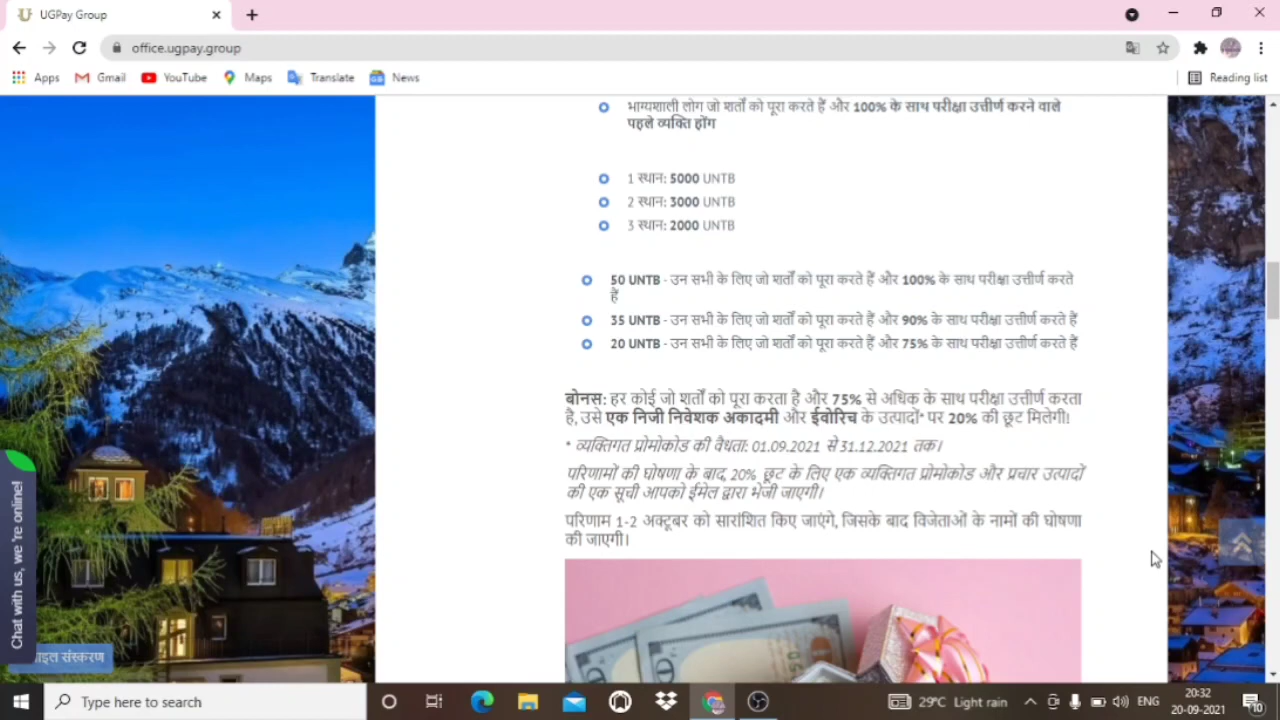 UGPay Group
office.ugpay.group
Apps Gmail YouTube Maps Translate News Reading list
भाग्यशाली लोग जो शर्तों को पूरा करते हैं और 100% के साथ परीक्षा उत्तीर्ण करने वाले
पहले व्यक्ति होंग
1 स्थान: 5000 UNTB
2 स्थान: 3000 UNTB
3 स्थान: 2000 UNTB
50 UNTB - उन सभी के लिए जो शर्तों को पूरा करते हैं और 100% के साथ परीक्षा उत्तीर्ण करते
हैं
35 UNTB - उन सभी के लिए जो शर्तों को पूरा करते हैं और 90% के साथ परीक्षा उत्तीर्ण करते हैं
20 UNTB - उन सभी के लिए जो शर्तों को पूरा करते हैं और 75% के साथ परीक्षा उत्तीर्ण करते हैं
बोनस: हर कोई जो शर्तों को पूरा करता है और 75% से अधिक के साथ परीक्षा उत्तीर्ण करता
है, उसे एक निजी निवेशक अकादमी और ईवोरिच के उत्पादों* पर 20% की छूट मिलेगी!
* व्यक्तिगत प्रोमोकोड की वैधता: 01.09.2021 से 31.12.2021 तक।
परिणामों की घोषणा के बाद, 20% छूट के लिए एक व्यक्तिगत प्रोमोकोड और प्रचार उत्पादों
की एक सूची आपको ईमेल द्वारा भेजी जाएगी।
परिणाम 1-2 अक्टूबर को सारांशित किए जाएंगे, जिसके बाद विजेताओं के नामों की घोषणा
की जाएगी।
Chat with us, we're online!
संस्करण
Type here to search
29°C Light rain
ENG
20:32
20-09-2021
10